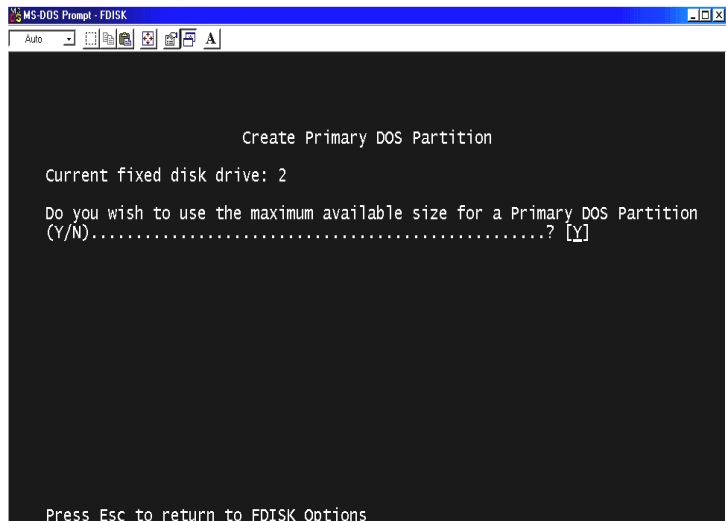 MS-DOS Prompt - FDISK
Auto
A
Create Primary DOS Partition
Current fixed disk drive: 2
Do you wish to use the maximum available size for a Primary DOS Partition
(Y/N)...................................................? [Y]
Press Esc to return to FDISK Options